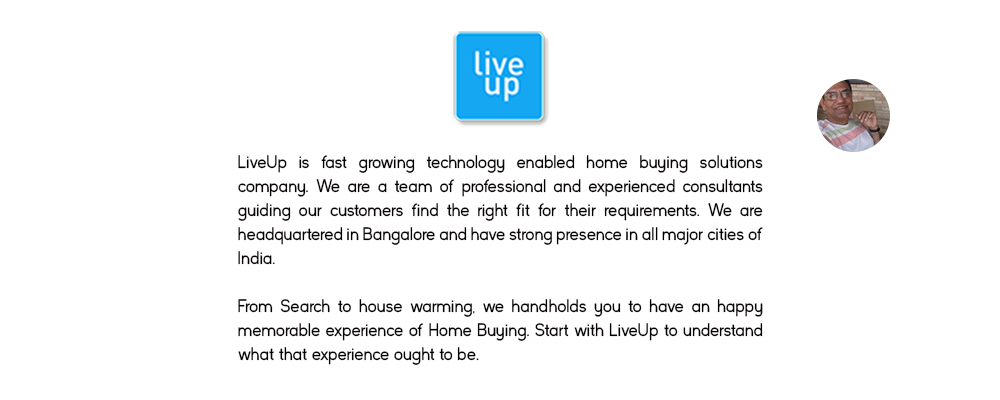 live
up
LiveUp is fast growing technology enabled home buying solutions
company. We are a team of professional and experienced consultants
guiding our customers find the right fit for their requirements. We are
headquartered in Bangalore and have strong presence in all major cities of
India.
From Search to house warming, we handholds you to have an happy
memorable experience of Home Buying. Start with LiveUp to understand
what that experience ought to be.